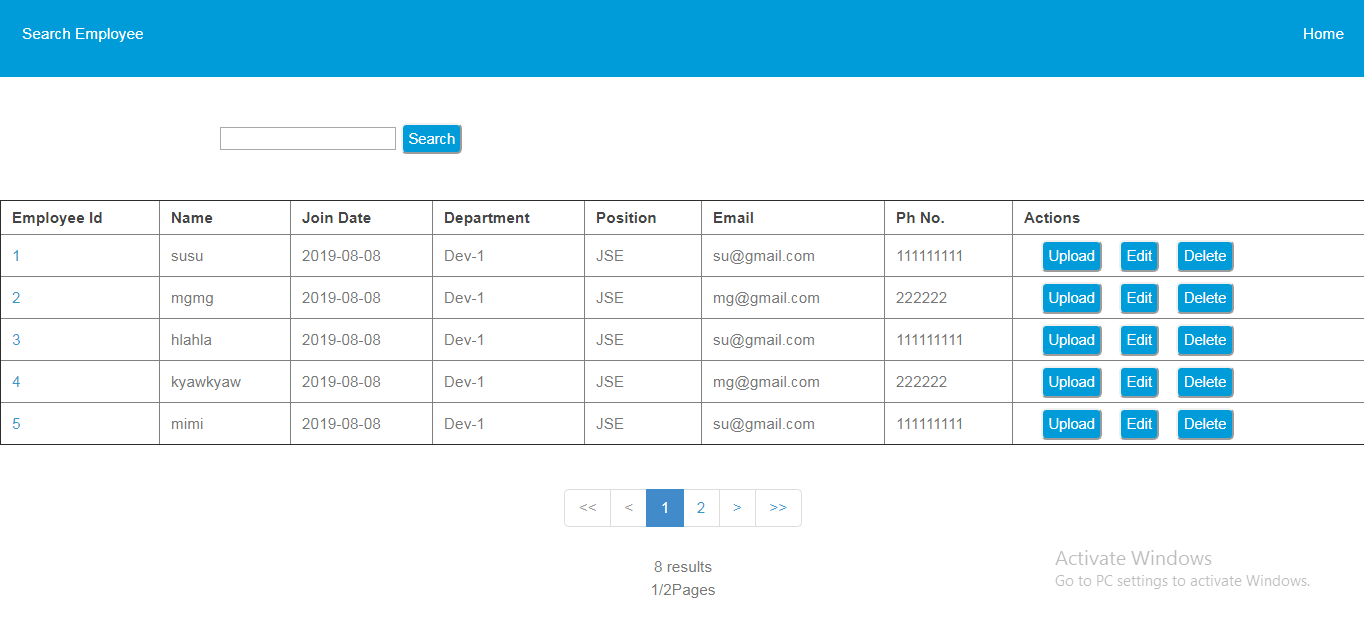 Search Employee Home
Search
Employee Id Name Join Date Department Position Email Ph No. Actions
1 susu 2019-08-08 Dev-1 JSE su@gmail.com 111111111 Upload Edit Delete
2 mgmg 2019-08-08 Dev-1 JSE mg@gmail.com 222222 Upload Edit Delete
3 hlahla 2019-08-08 Dev-1 JSE su@gmail.com 111111111 Upload Edit Delete
4 kyawkyaw 2019-08-08 Dev-1 JSE mg@gmail.com 222222 Upload Edit Delete
5 mimi 2019-08-08 Dev-1 JSE su@gmail.com 111111111 Upload Edit Delete
<< < 1 2 > >>
8 results
1/2Pages
Activate Windows
Go to PC settings to activate Windows.